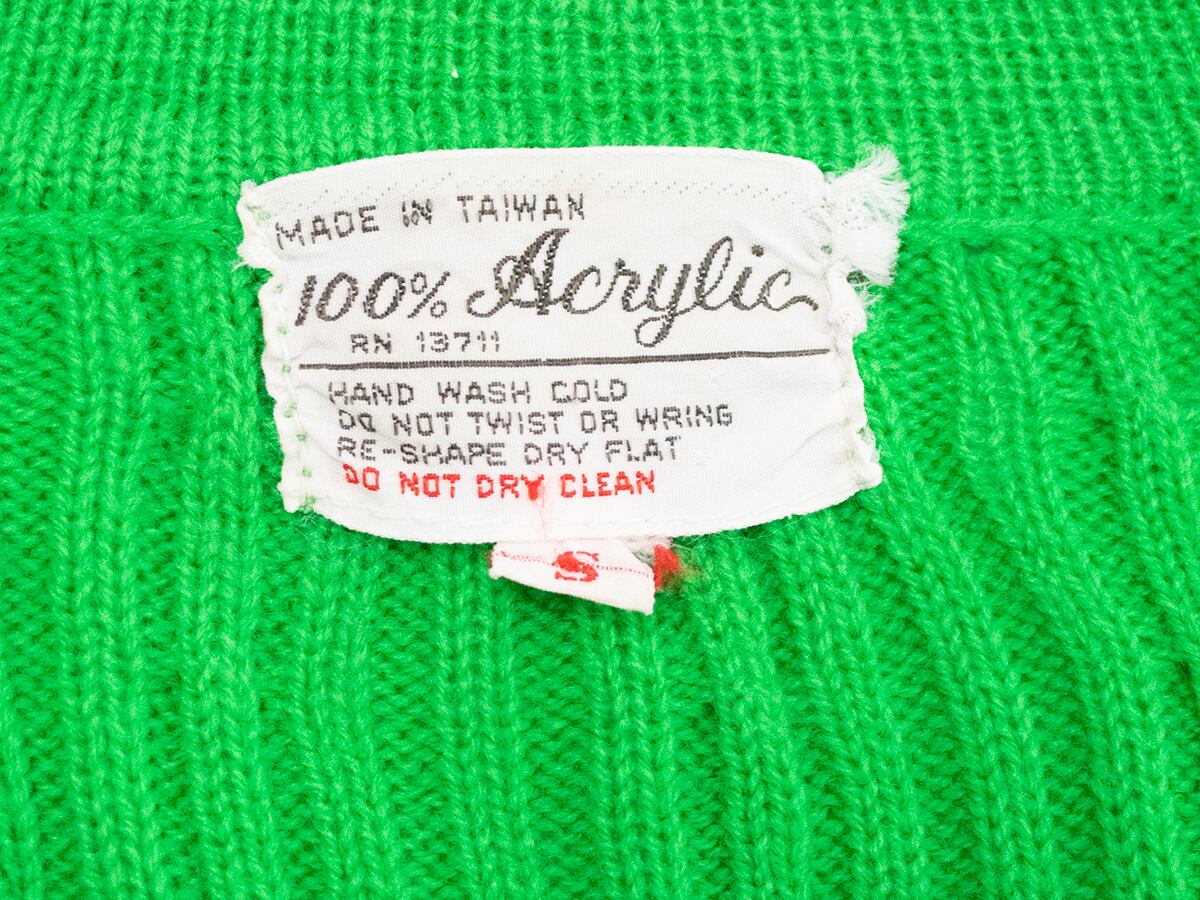 MADE IN TAIWAN
100% Acrylic
RN 13711
HAND WASH COLD
DO NOT TWIST OR WRING
RE-SHAPE DRY FLAT
DO NOT DRY CLEAN
S